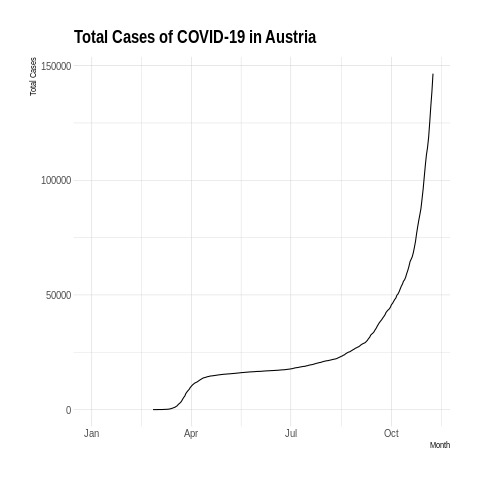 Total Cases of COVID-19 in Austria
Total Cases
150000
100000
50000
0
Jan Apr Jul Oct
Month